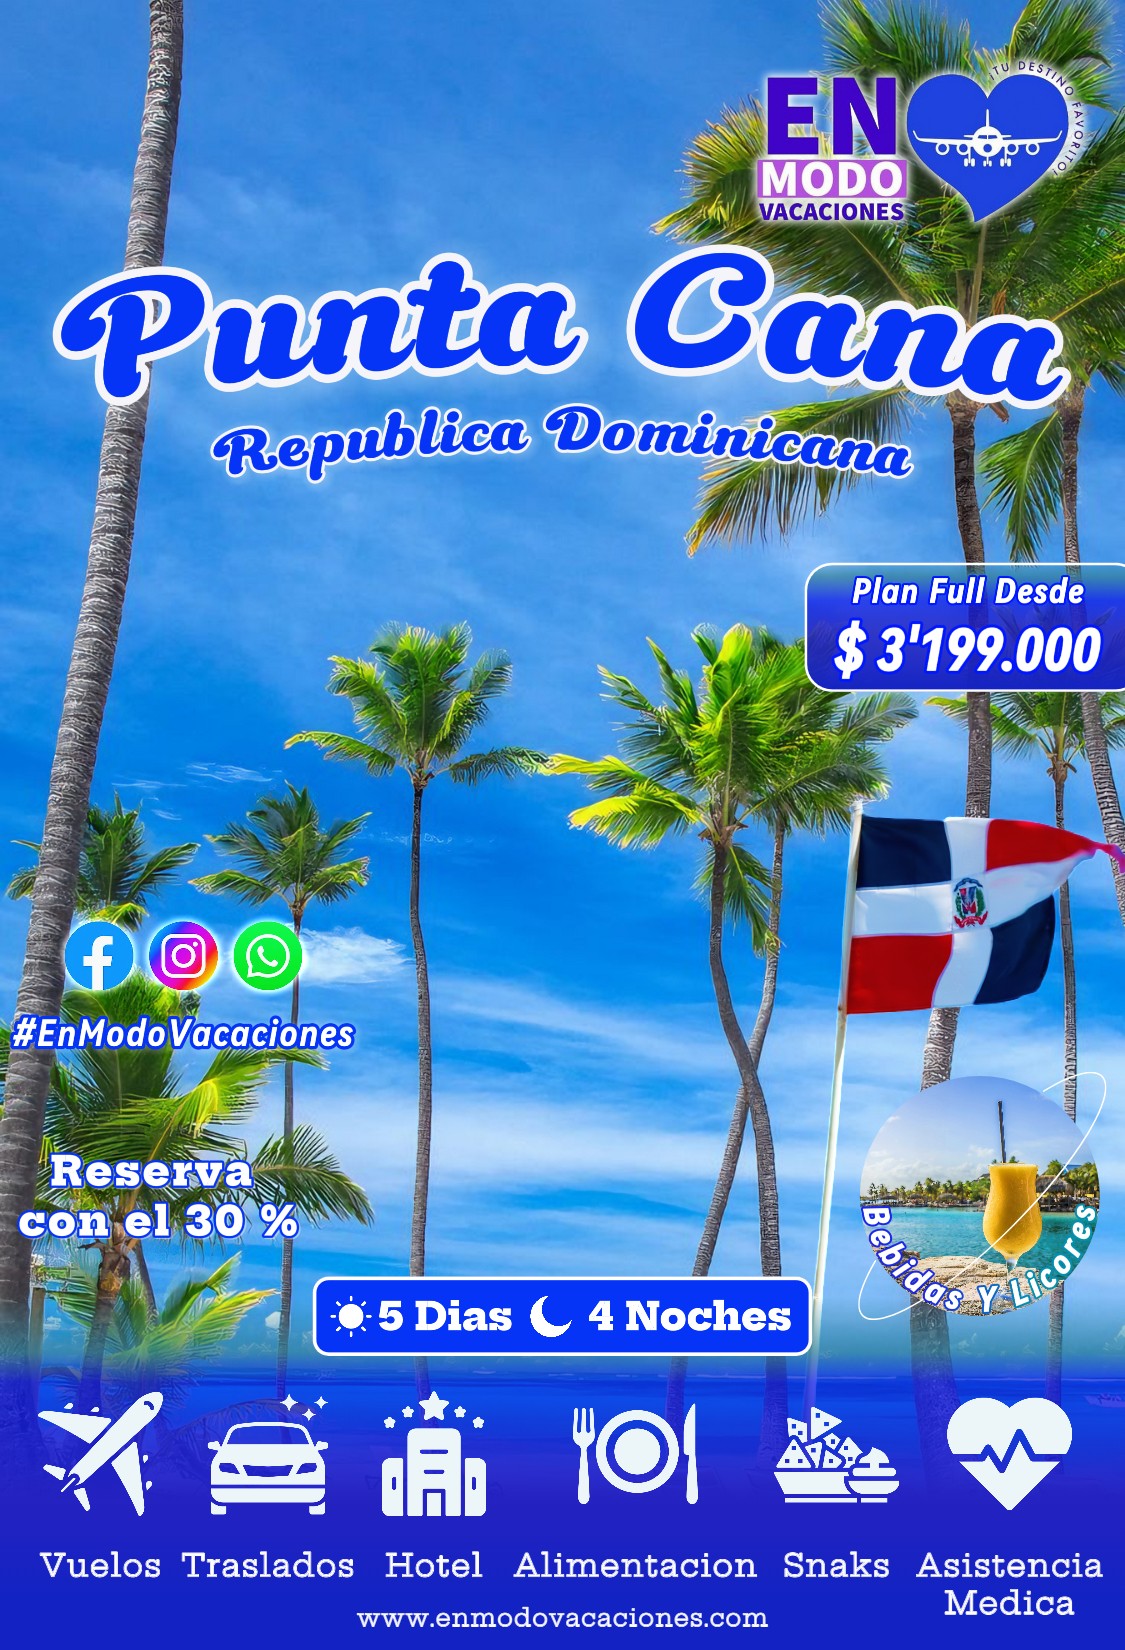 ¡TU DESTINO FAVORITO!
EN
MODO
VACACIONES
Punta Cana
Republica Dominicana
Plan Full Desde
$ 3'199.000
#EnModoVacaciones
Reserva
con el 30 %
Bebidas Y Licores
5 Dias 4 Noches
Vuelos Traslados Hotel Alimentacion Snaks Asistencia
Medica
www.enmodovacaciones.com